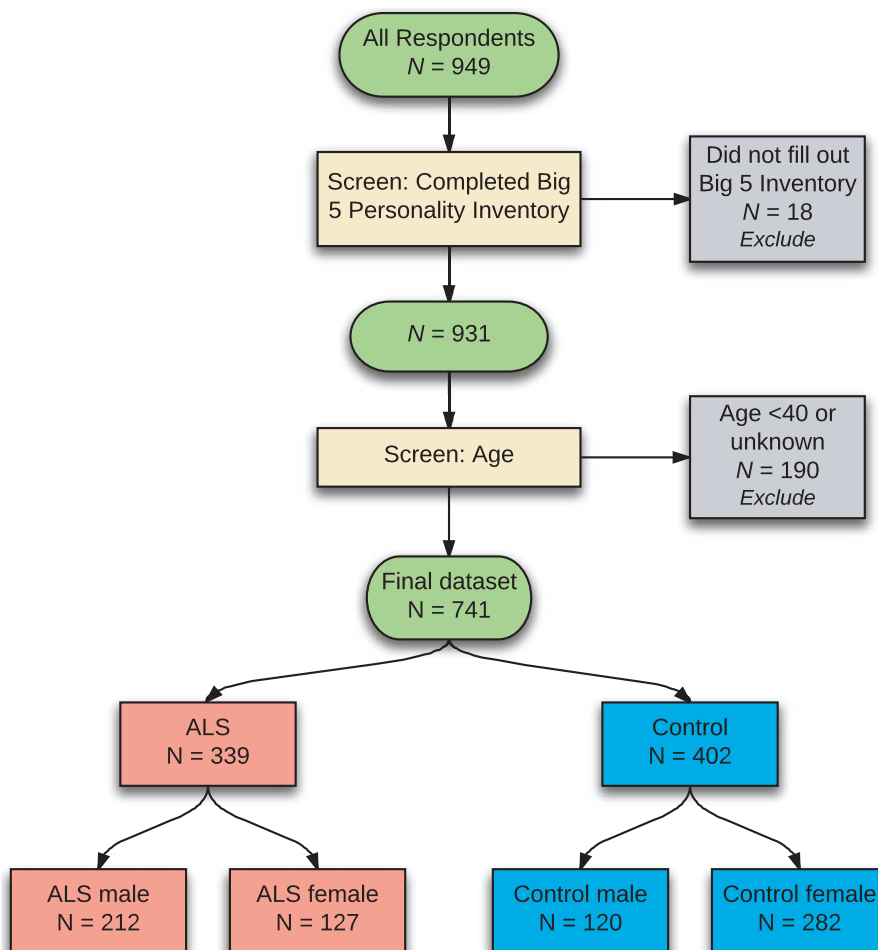 All Respondents
N = 949
Screen: Completed Big
5 Personality Inventory
Did not fill out
Big 5 Inventory
N = 18
Exclude
N = 931
Screen: Age
Age <40 or
unknown
N = 190
Exclude
Final dataset
N = 741
ALS
N = 339
Control
N = 402
ALS male
N = 212
ALS female
N = 127
Control male
N = 120
Control female
N = 282